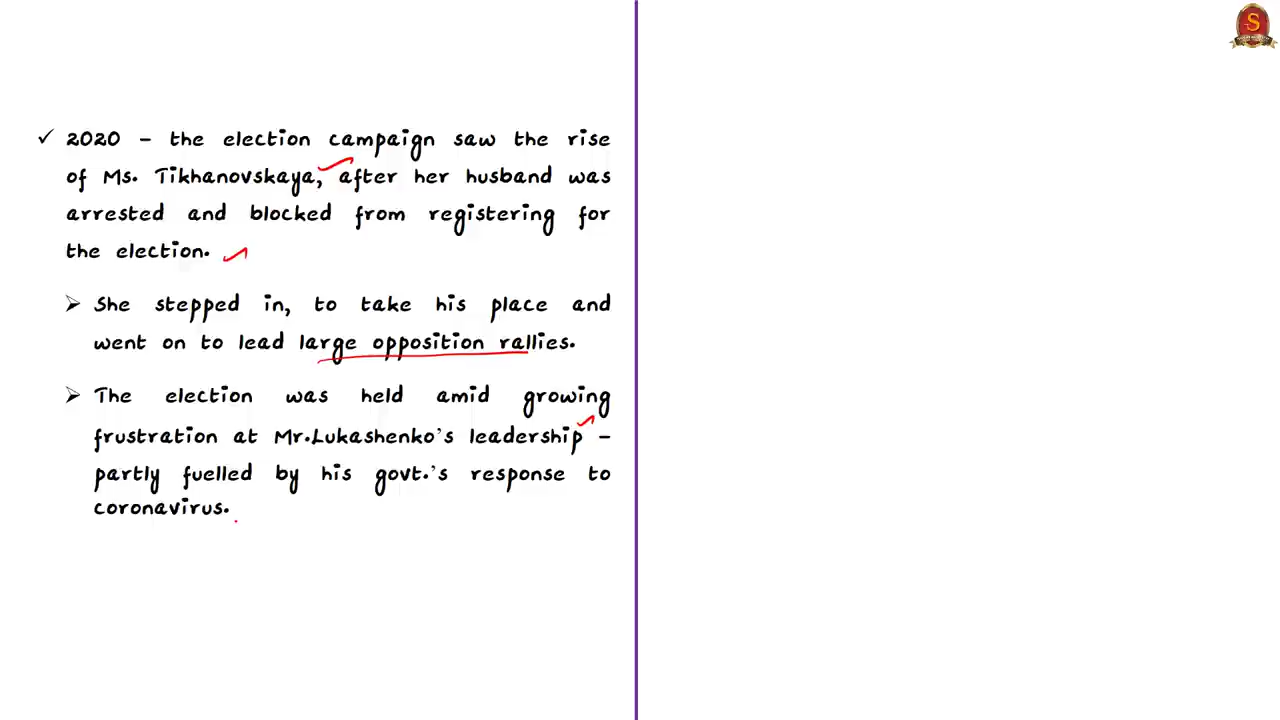 ✓ 2020 – the election campaign saw the rise
of Ms. Tikhanovskaya, after her husband was
arrested and blocked from registering for
the election.
➢ She stepped in, to take his place and
went on to lead large opposition rallies.
➢ The election was held amid growing
frustration at Mr.Lukashenko's leadership –
partly fuelled by his govt.'s response to
coronavirus.
S